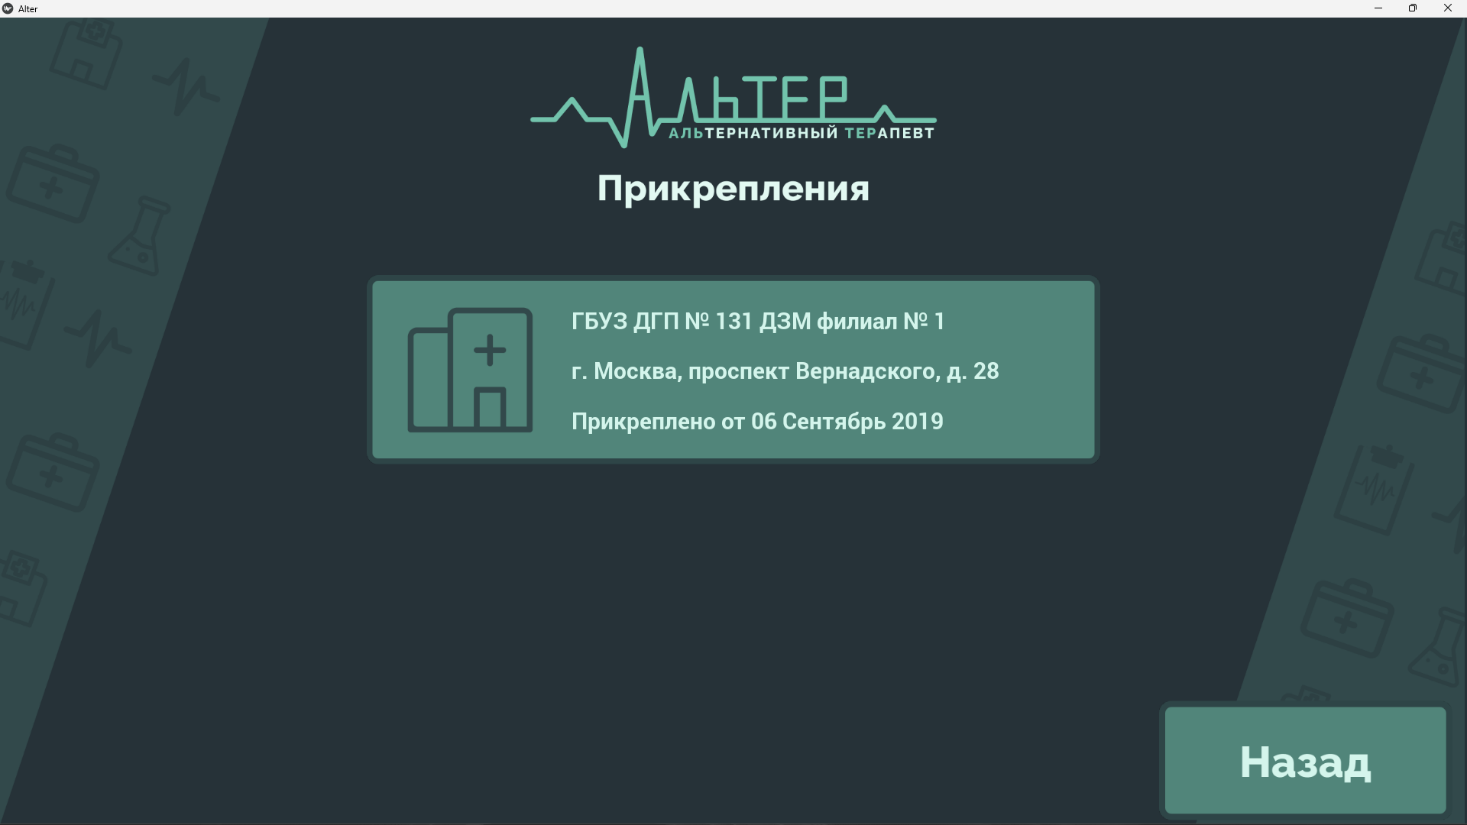 Alter
АЛЬТЕР
АЛЬТЕРНАТИВНЫЙ ТЕРАПЕВТ
Прикрепления
ГБУЗ ДГП № 131 ДЗМ филиал № 1
г. Москва, проспект Вернадского, д. 28
Прикреплено от 06 Сентябрь 2019
Назад